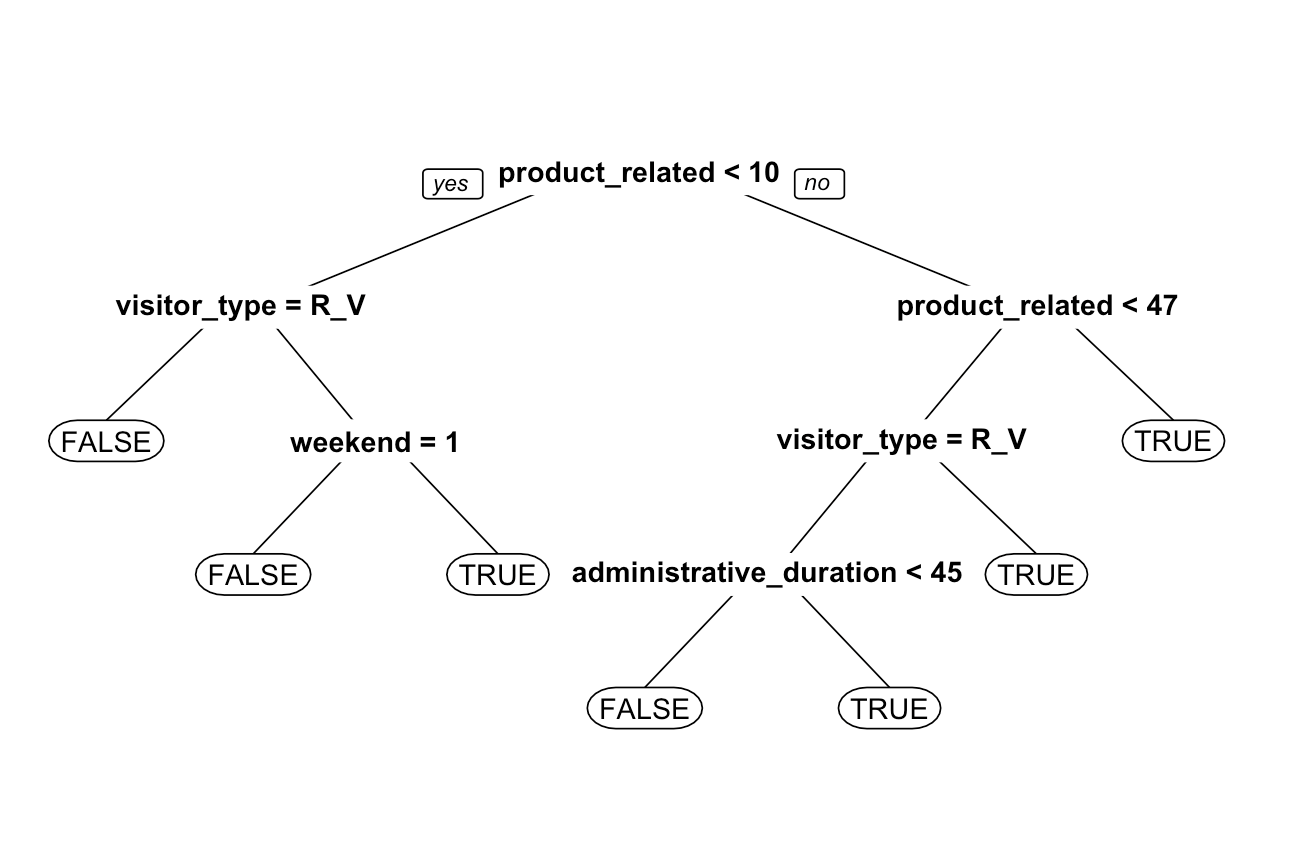 yes product_related < 10 no
visitor_type = R_V product_related < 47
FALSE weekend = 1 visitor_type = R_V TRUE
FALSE TRUE administrative_duration < 45 TRUE
FALSE TRUE